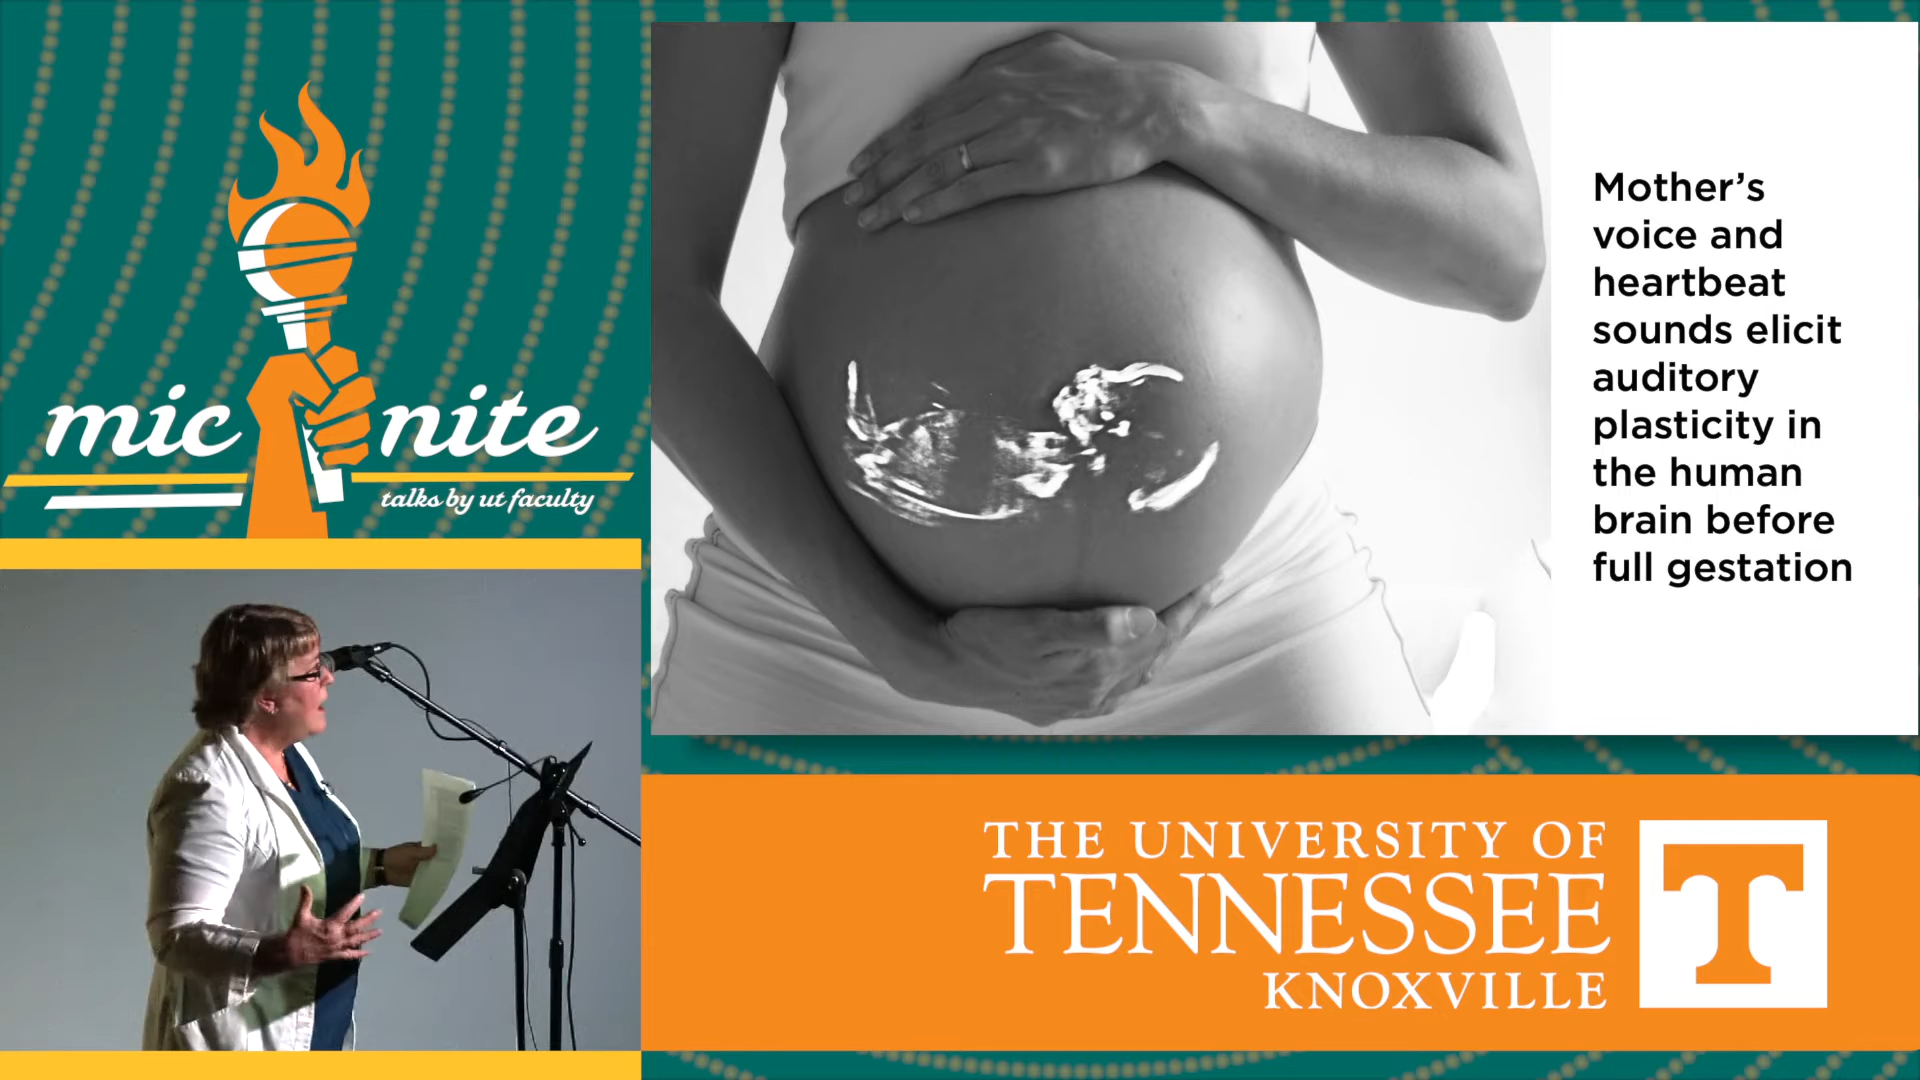 mic nite
talks by ut faculty
Mother's
voice and
heartbeat
sounds elicit
auditory
plasticity in
the human
brain before
full gestation
THE UNIVERSITY OF
TENNESSEE
KNOXVILLE
T